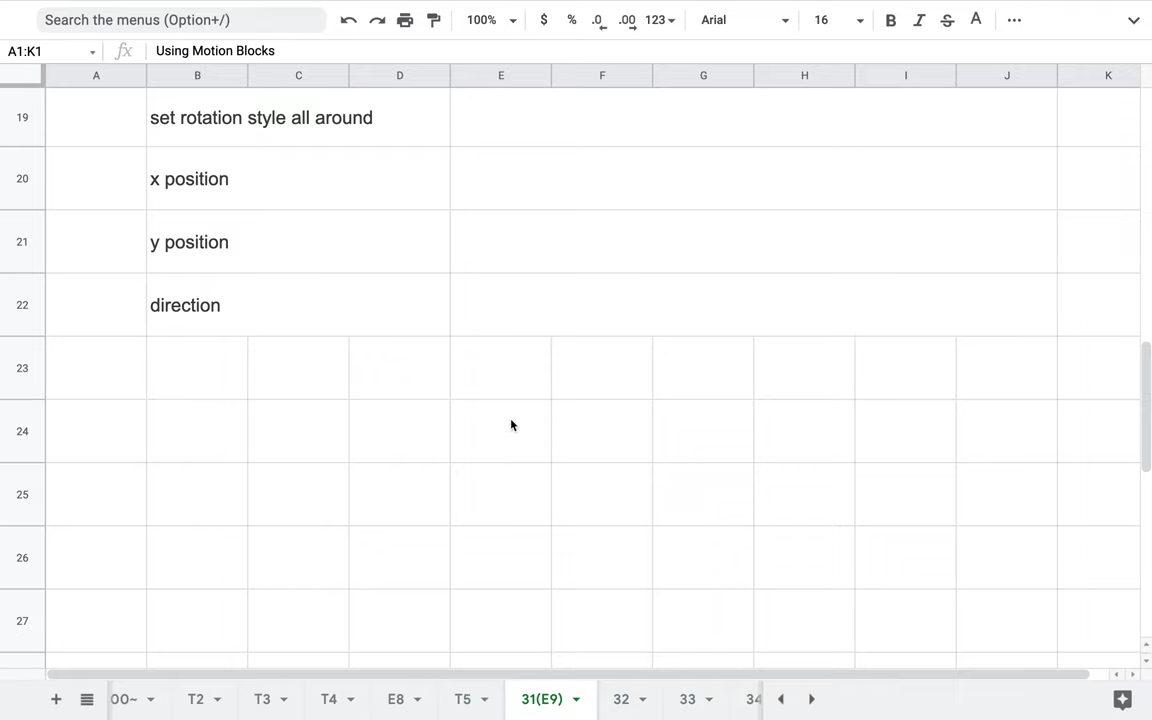 Search the menus (Option+/) 100% $ % .0 .00 123 Arial 16 B I S A
A1:K1 fx Using Motion Blocks
A B C D E F G H I J K
19 set rotation style all around
20 x position
21 y position
22 direction
23
24
25
26
27
+ OO~ T2 T3 T4 E8 T5 31(E9) 32 33 34